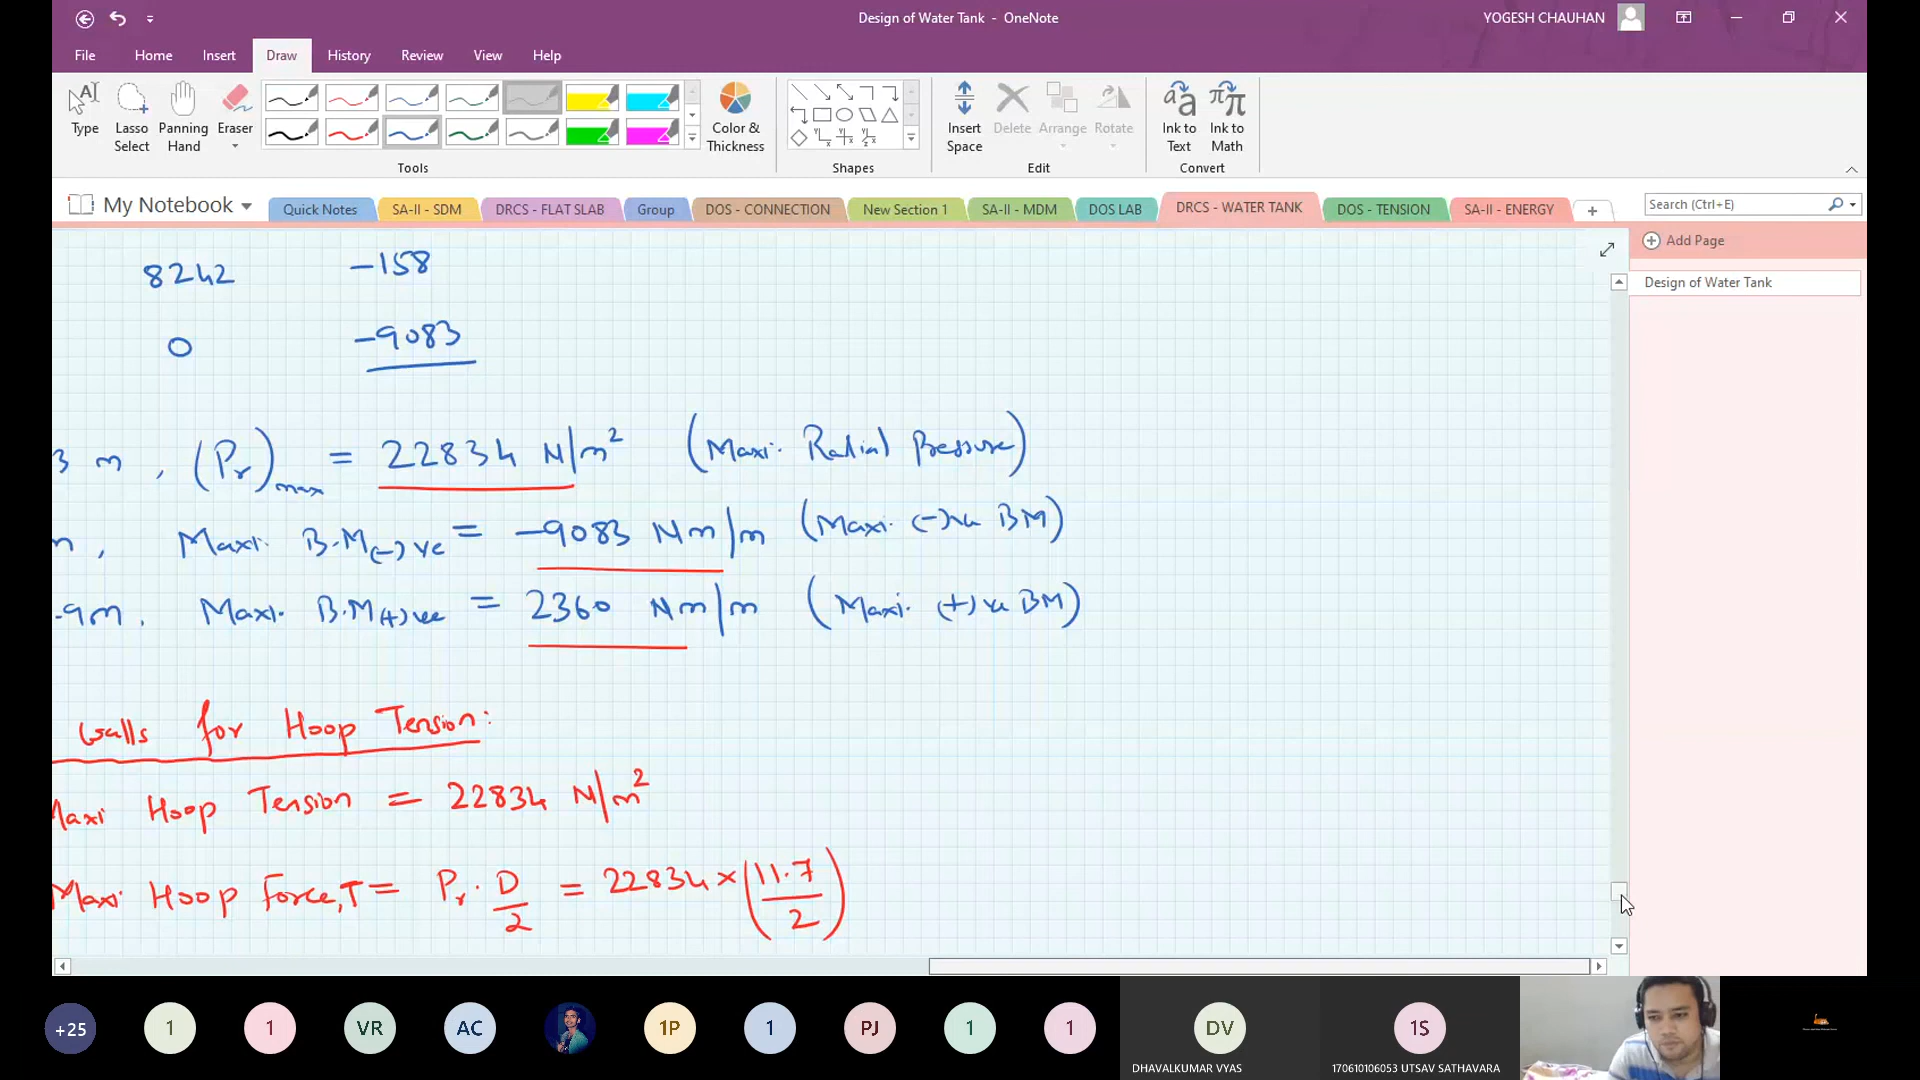 Design of Water Tank - OneNote
YOGESH CHAUHAN
File Home Insert Draw History Review View Help
Type
Lasso Select
Panning Hand
Eraser
Color & Thickness
Insert Space
Delete
Arrange
Rotate
Ink to Text
Ink to Math
Tools Shapes Edit Convert
My Notebook
Quick Notes SA-II - SDM DRCS - FLAT SLAB Group DOS - CONNECTION New Section 1 SA-II - MDM DOS LAB DRCS - WATER TANK DOS - TENSION SA-II - ENERGY
Search (Ctrl+E)
Add Page
Design of Water Tank
8242 -158
0 -9083
3 m , (Pr)max = 22834 N/m² (Maxi. Radial Pressure)
m , Maxi. B.M(-)ve = -9083 Nm/m (Maxi. (-)ve BM)
.9m. Maxi. B.M(+)ve = 2360 Nm/m (Maxi. (+)ve BM)
walls for Hoop Tension:
Maxi Hoop Tension = 22834 N/m²
Maxi Hoop Force, T = Pr . D/2 = 22834 × (11.7/2)
+25 1 1 VR AC 1P 1 PJ 1 1 DV 1S
DHAVALKUMAR VYAS
170610106053 UTSAV SATHAVARA